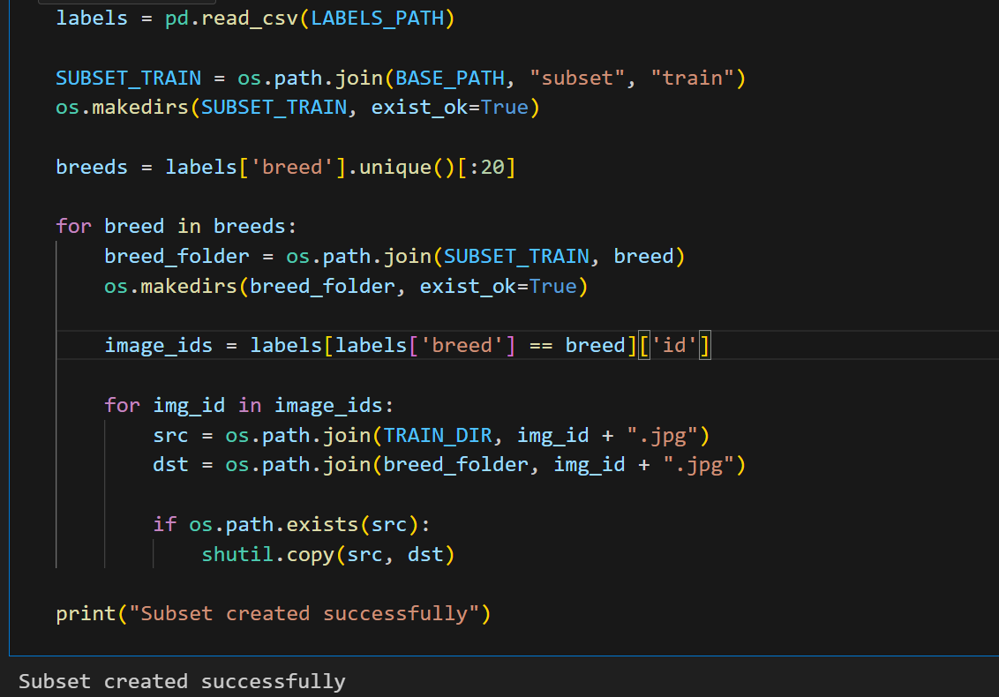 labels = pd.read_csv(LABELS_PATH)
SUBSET_TRAIN = os.path.join(BASE_PATH, "subset", "train")
os.makedirs(SUBSET_TRAIN, exist_ok=True)
breeds = labels['breed'].unique()[:20]
for breed in breeds:
    breed_folder = os.path.join(SUBSET_TRAIN, breed)
    os.makedirs(breed_folder, exist_ok=True)
    image_ids = labels[labels['breed'] == breed]['id']
    for img_id in image_ids:
        src = os.path.join(TRAIN_DIR, img_id + ".jpg")
        dst = os.path.join(breed_folder, img_id + ".jpg")
        if os.path.exists(src):
            shutil.copy(src, dst)
print("Subset created successfully")
Subset created successfully